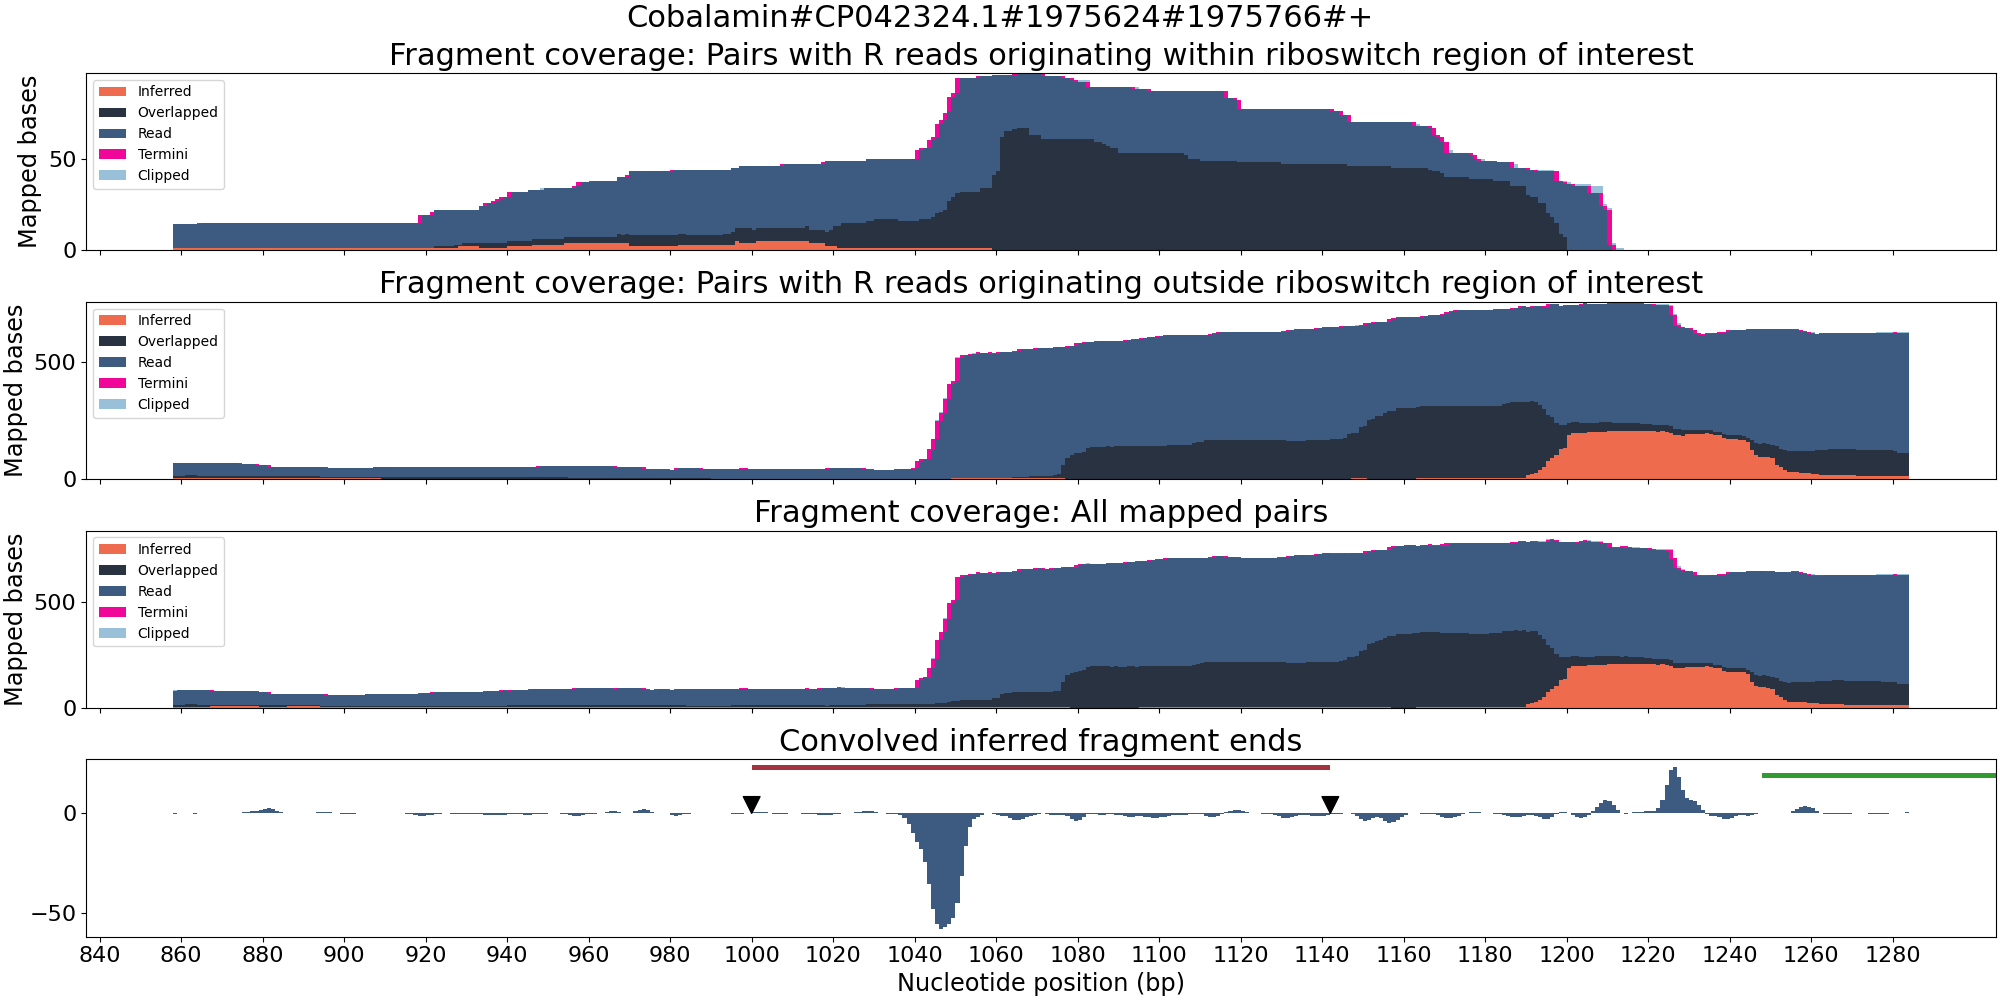 Cobalamin#CP042324.1#1975624#1975766#+
Fragment coverage: Pairs with R reads originating within riboswitch region of interest
Mapped bases
50
0
Inferred
Overlapped
Read
Termini
Clipped
Fragment coverage: Pairs with R reads originating outside riboswitch region of interest
Mapped bases
500
0
Inferred
Overlapped
Read
Termini
Clipped
Fragment coverage: All mapped pairs
Mapped bases
500
0
Inferred
Overlapped
Read
Termini
Clipped
Convolved inferred fragment ends
0
−50
840 860 880 900 920 940 960 980 1000 1020 1040 1060 1080 1100 1120 1140 1160 1180 1200 1220 1240 1260 1280
Nucleotide position (bp)